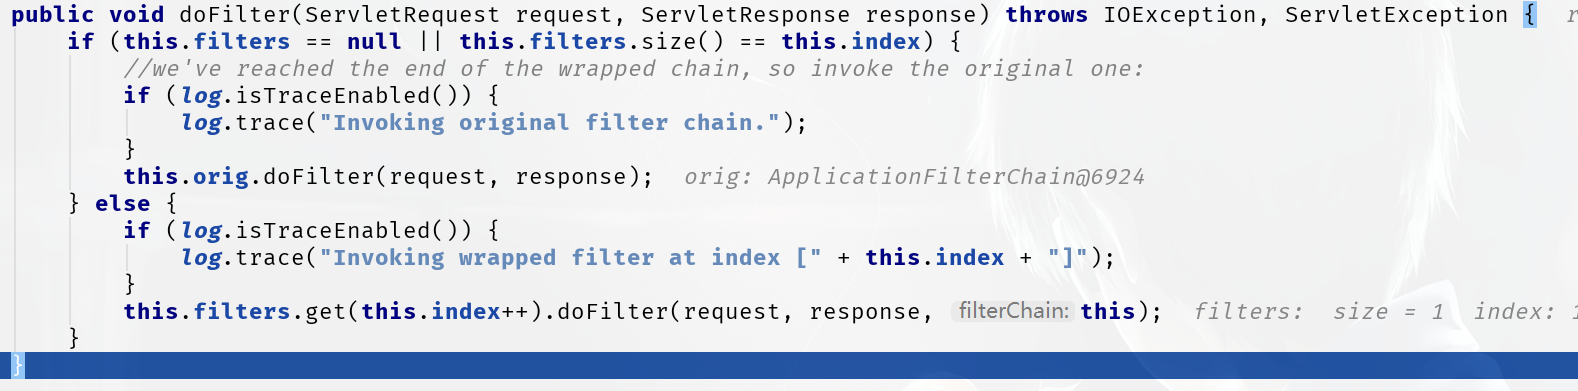 public void doFilter(ServletRequest request, ServletResponse response) throws IOException, ServletException {
    if (this.filters == null || this.filters.size() == this.index) {
        //we've reached the end of the wrapped chain, so invoke the original one:
        if (log.isTraceEnabled()) {
            log.trace("Invoking original filter chain.");
        }
        this.orig.doFilter(request, response);  orig: ApplicationFilterChain@6924
    } else {
        if (log.isTraceEnabled()) {
            log.trace("Invoking wrapped filter at index [" + this.index + "]");
        }
        this.filters.get(this.index++).doFilter(request, response, filterChain: this);  filters:  size = 1  index: 1
    }
}